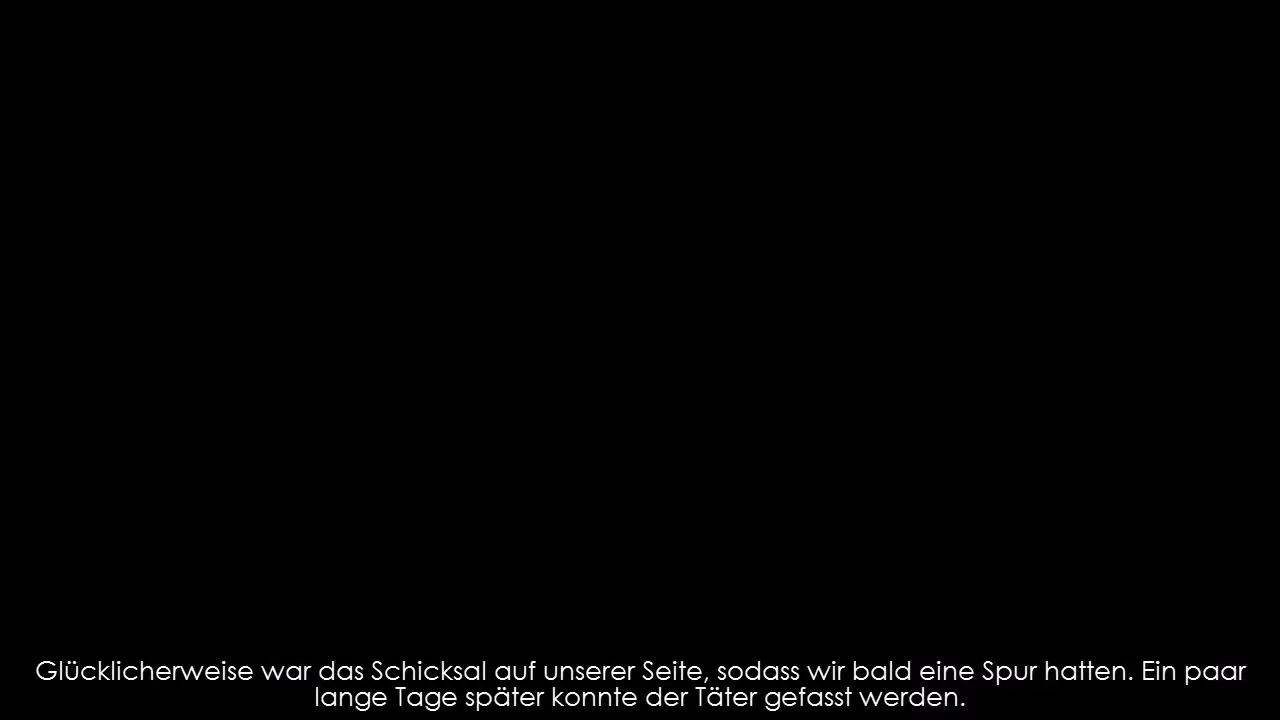 Glücklicherweise war das Schicksal auf unserer Seite, sodass wir bald eine Spur hatten. Ein paar
lange Tage später konnte der Täter gefasst werden.